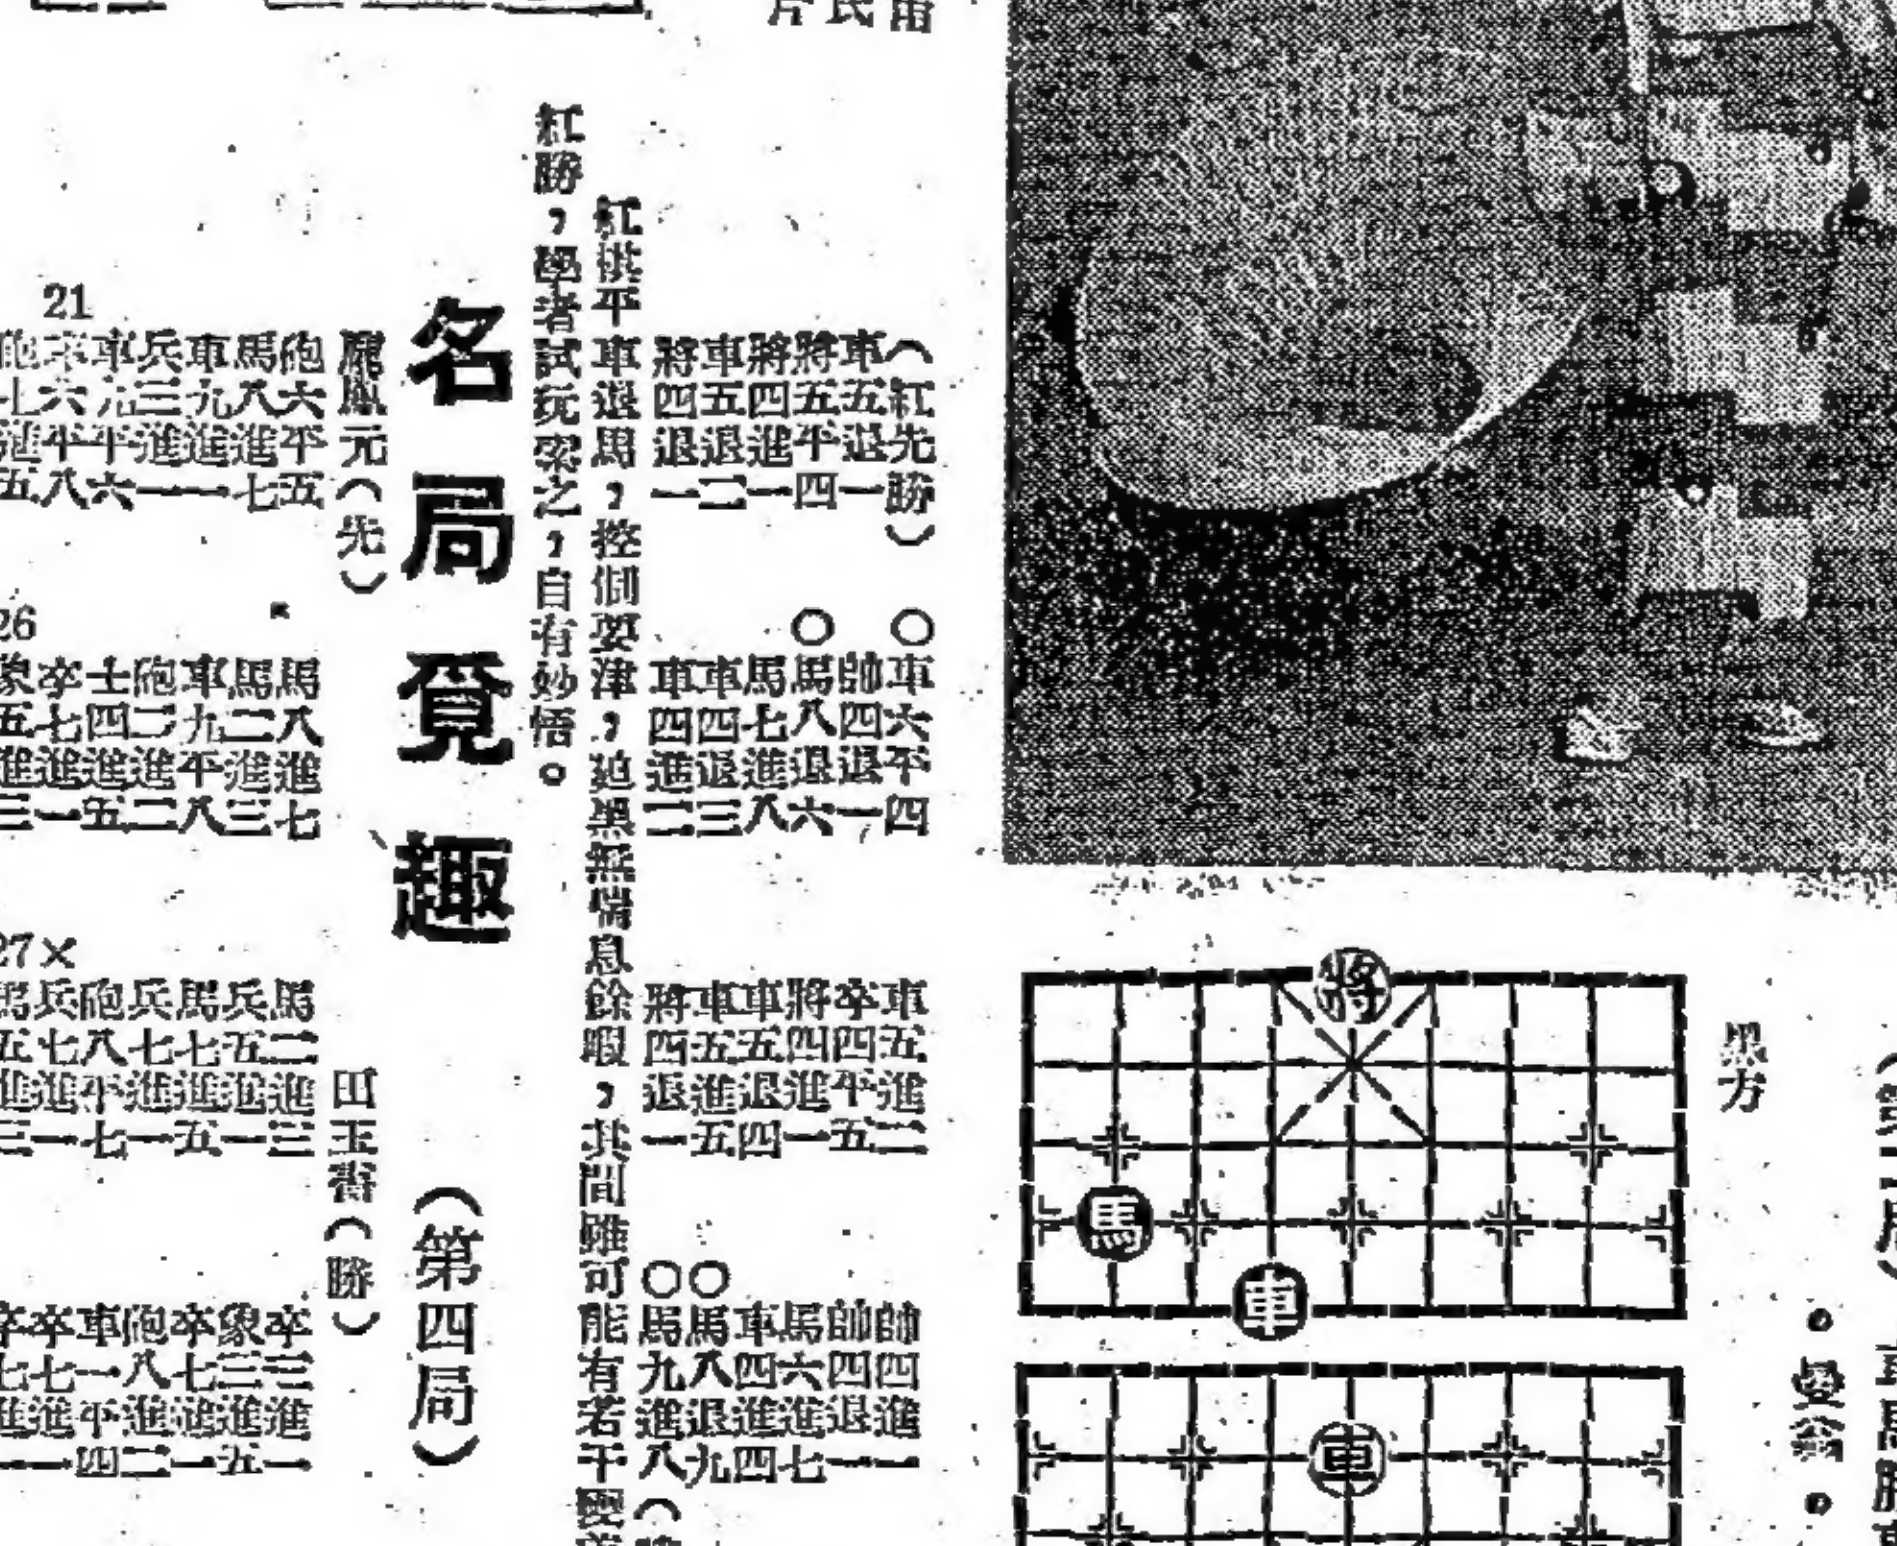 黑方
將
馬
車
車
（紅先勝）　○車六平四　車五進二　帥四進一
車五退一　帥四退一　卒四平五　帥四退一
將五平四　○馬八退六　將四進一　馬六進七
將四進一　馬七進八　車五退四　車四進四
車五退二　車四退三　車五進五　○馬八退九
將四退一　車四進二　將四退一　○馬九進八（
紅拱平車退馬，控側要津，迫黑無喘息餘暇，其間雖可能有若干變
紅勝，學者試玩索之，自有妙悟。
名局覓趣　（第四局）
龎鳳元（先）　田玉書（勝）
砲六平五　馬八進七　馬二進三　卒三進一
馬八進七　馬二進三　兵五進一　象三進五
車九進一　車九平八　馬七進五　卒七進一
兵三進一　砲二進二　兵七進一　砲八進二
車九平六　士四進五　砲八平七　車一平四
21　車六平八　卒七進一　兵七進一　卒七進一
砲七進五　26　象五進三　27×　馬五進三　卒七進一